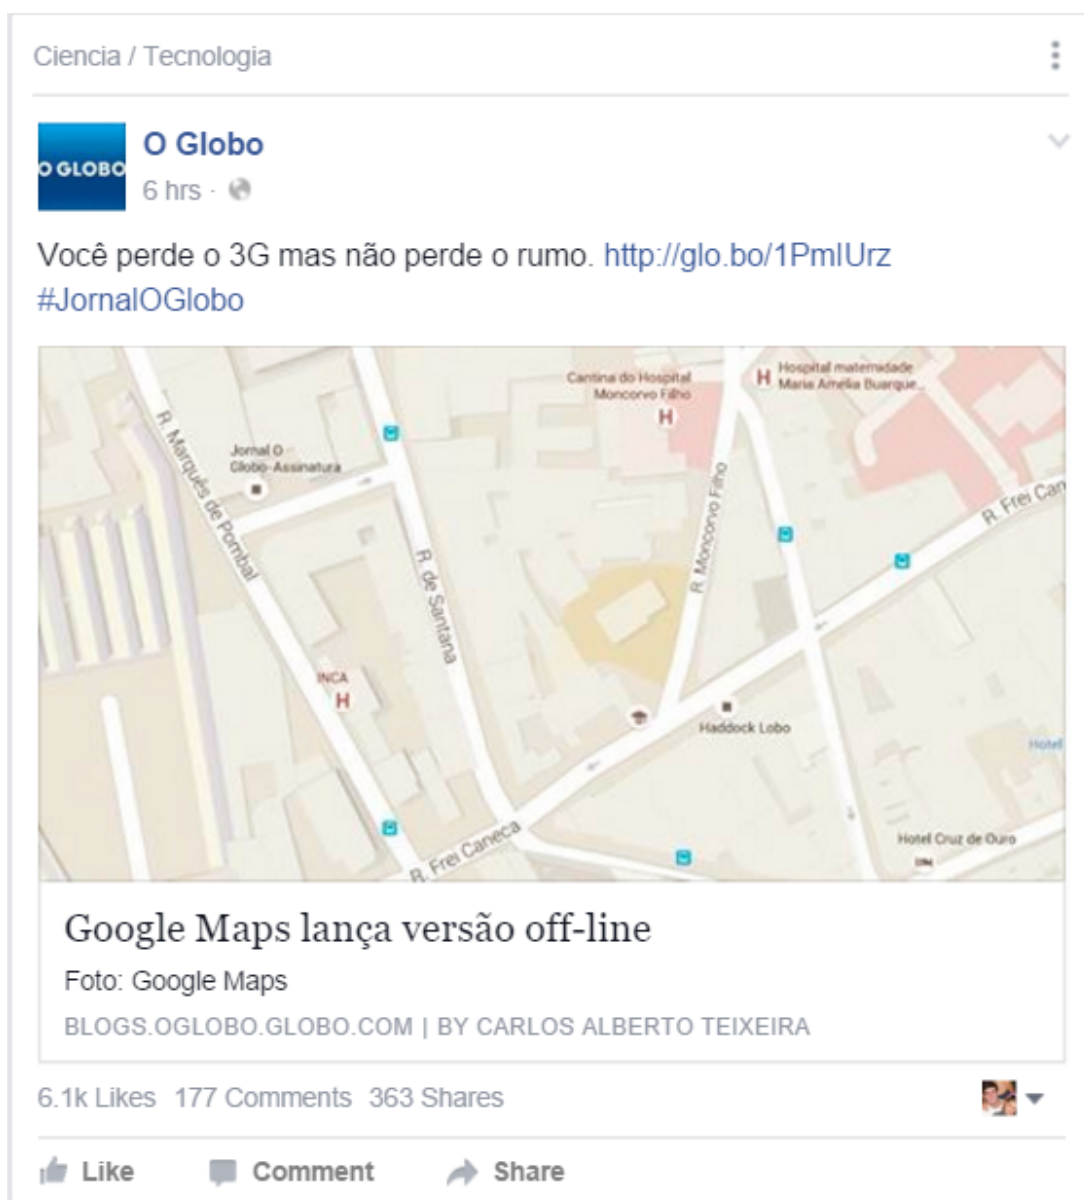 Ciencia / Tecnologia
O GLOBO
O Globo
6 hrs ·
Você perde o 3G mas não perde o rumo. http://glo.bo/1PmIUrz
#JornalOGlobo
Cantina do Hospital
Moncorvo Filho
H
Hospital maternidade
Maria Amélia Buarque...
H
R. Marquês de Pombal
Jornal O
Globo-Assinatura
R. de Santana
R. Moncorvo Filho
R. Frei Can
INCA
H
Haddock Lobo
Hotel
R. Frei Caneca
Hotel Cruz de Ouro
Google Maps lança versão off-line
Foto: Google Maps
BLOGS.OGLOBO.GLOBO.COM | BY CARLOS ALBERTO TEIXEIRA
6.1k Likes 177 Comments 363 Shares
Like Comment Share